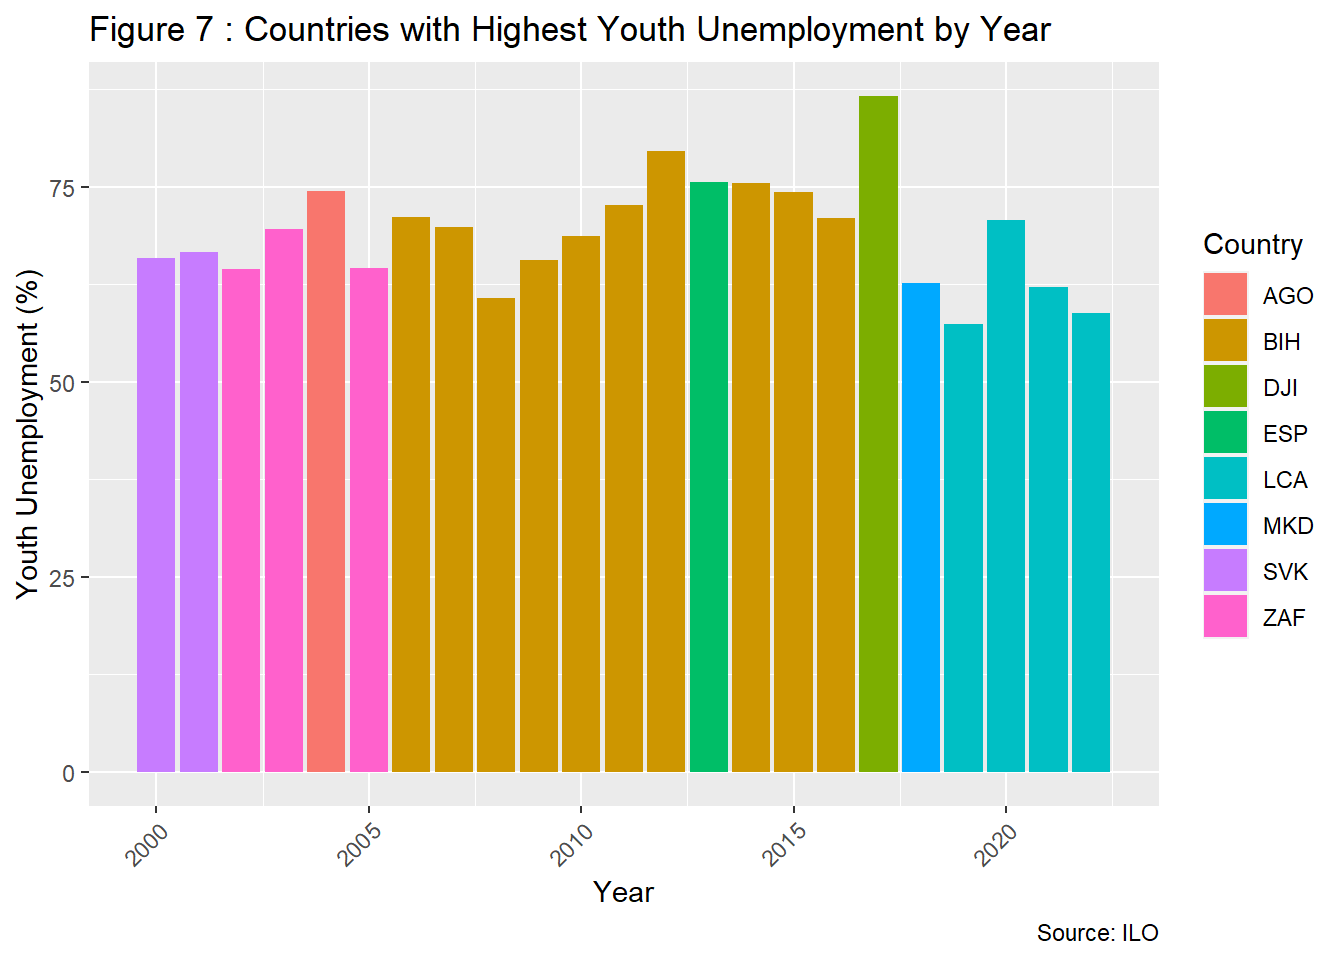 Figure 7 : Countries with Highest Youth Unemployment by Year
Youth Unemployment (%)
75
50
25
0
2000
2005
2010
2015
2020
Year
Country
AGO
BIH
DJI
ESP
LCA
MKD
SVK
ZAF
Source: ILO